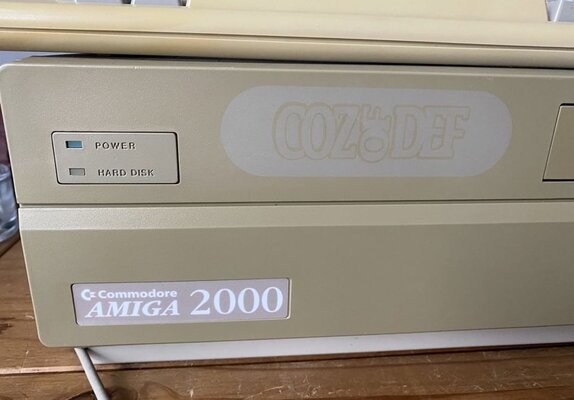 COZ DEF
POWER
HARD DISK
Commodore
AMIGA 2000